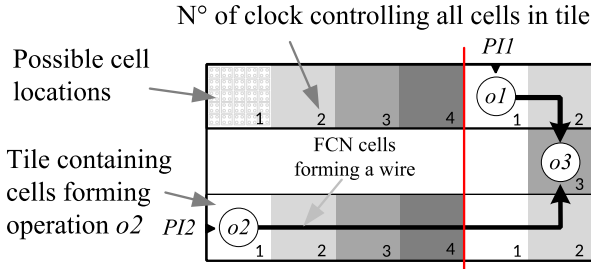 N° of clock controlling all cells in tile
PI1
Possible cell
locations
o1
1 2 3 4 1 2
FCN cells
forming a wire
o3
3
Tile containing
cells forming
operation o2
PI2
o2
1 2 3 4 1 2